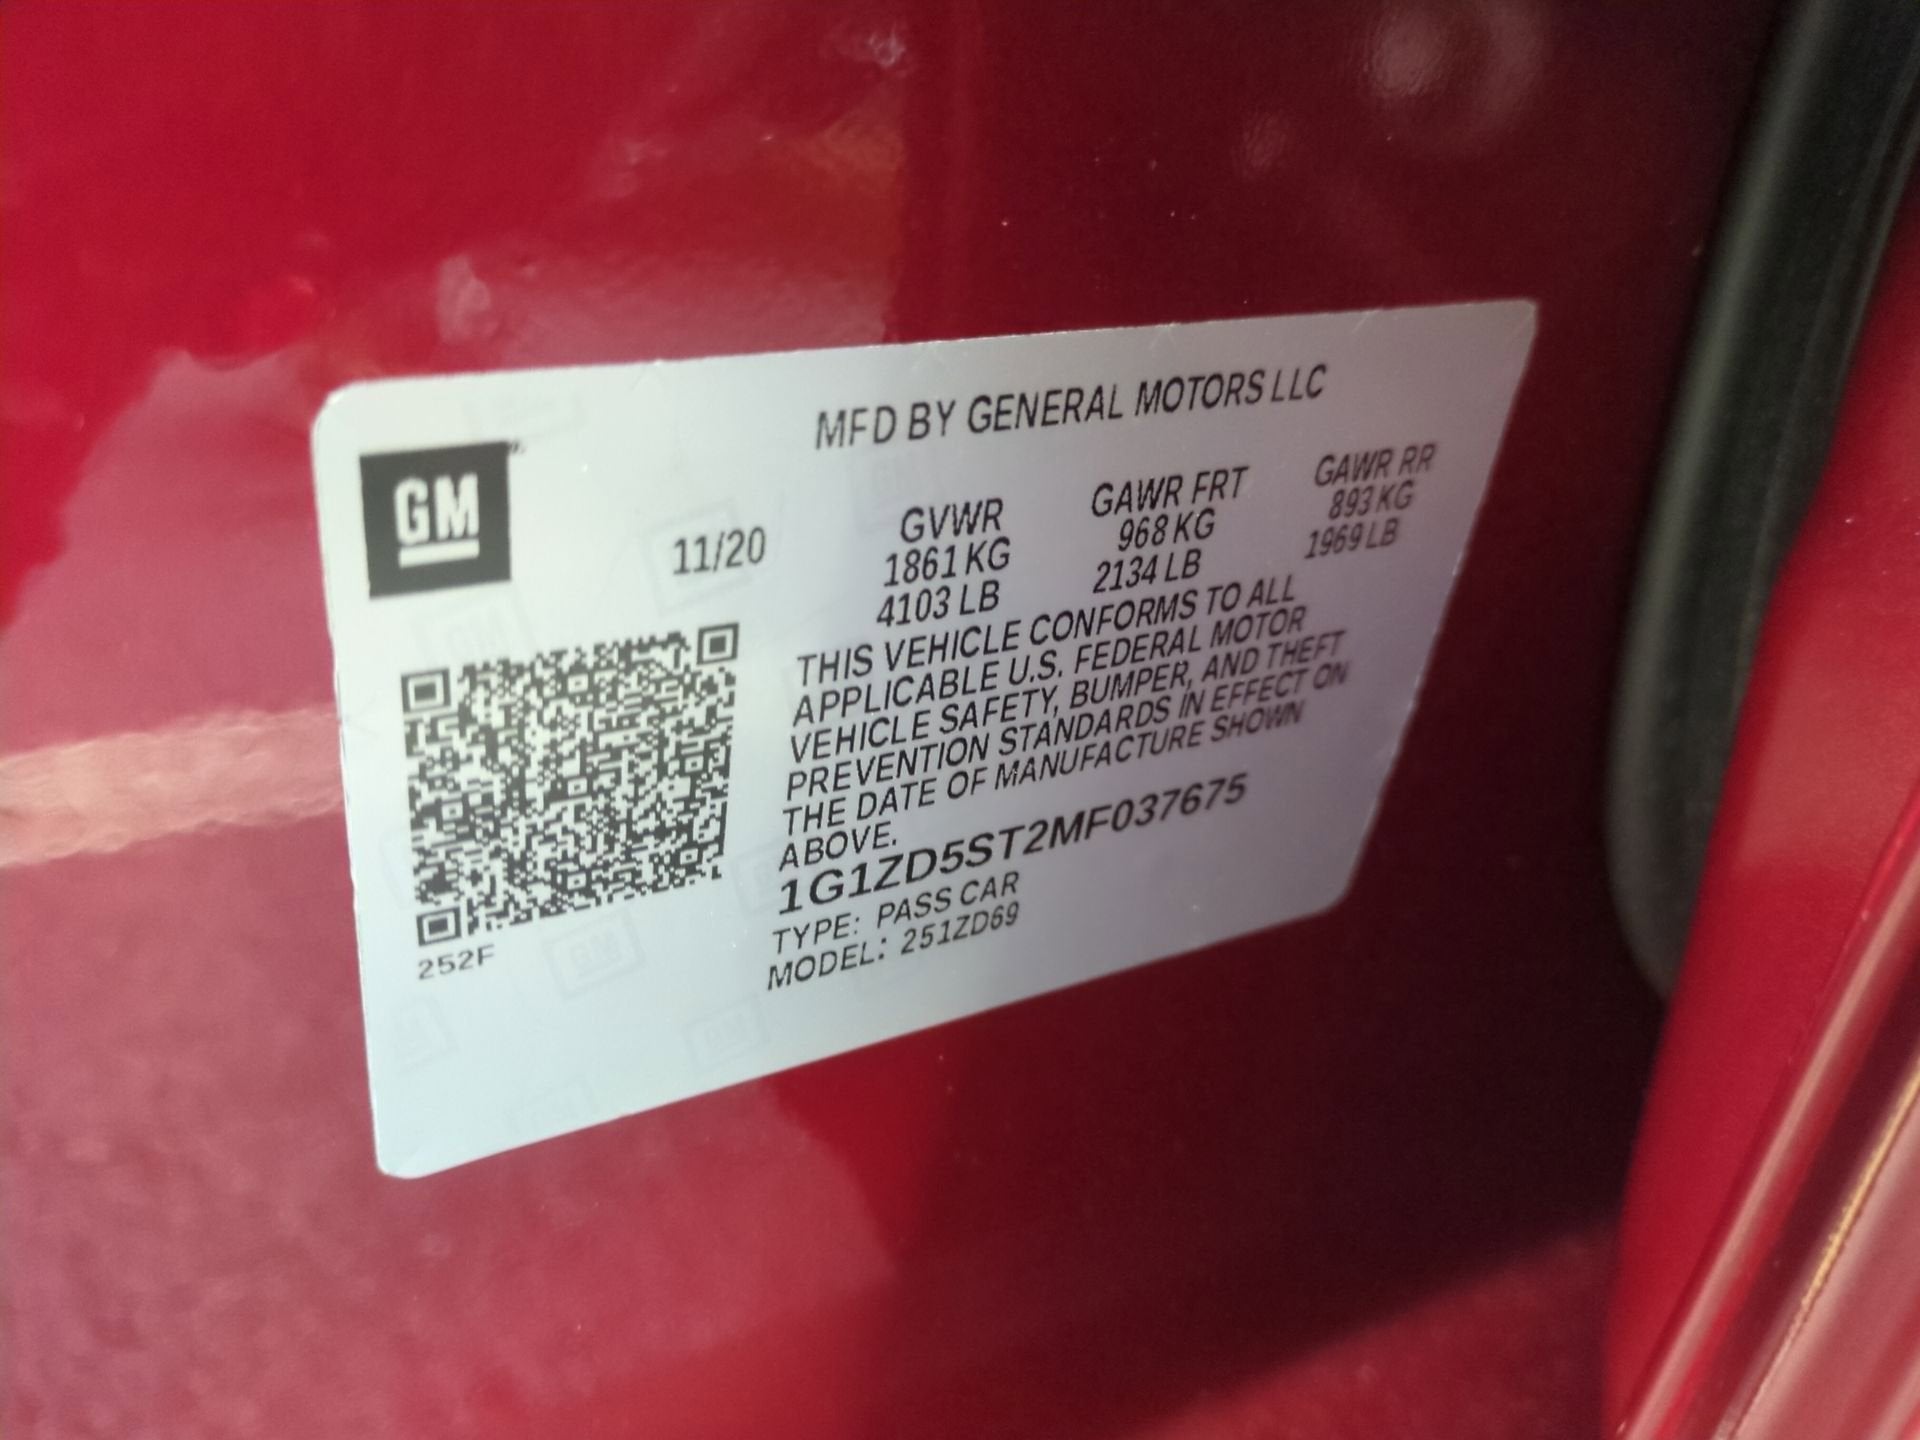 MFD BY GENERAL MOTORS LLC
GM
11/20
GVWR
1861 KG
4103 LB
GAWR FRT
968 KG
2134 LB
GAWR RR
893 KG
1969 LB
THIS VEHICLE CONFORMS TO ALL
APPLICABLE U.S. FEDERAL MOTOR
VEHICLE SAFETY, BUMPER, AND THEFT
PREVENTION STANDARDS IN EFFECT ON
THE DATE OF MANUFACTURE SHOWN
ABOVE.
1G1ZD5ST2MF037675
TYPE: PASS CAR
MODEL: 251ZD69
252F